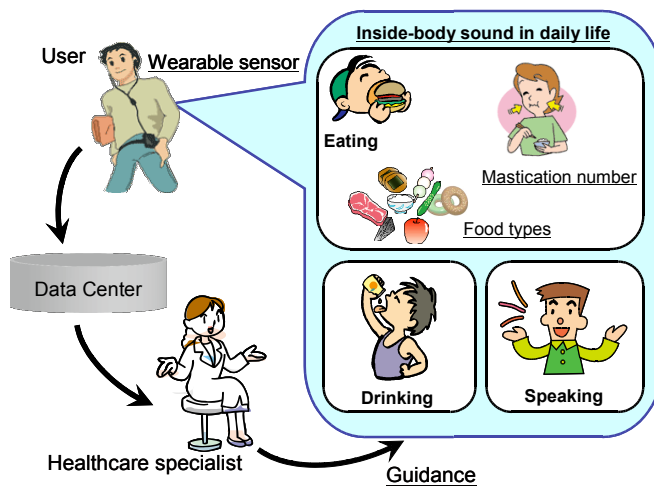 Inside-body sound in daily life
User
Wearable sensor
Eating
Mastication number
Food types
Data Center
Drinking
Speaking
Healthcare specialist
Guidance